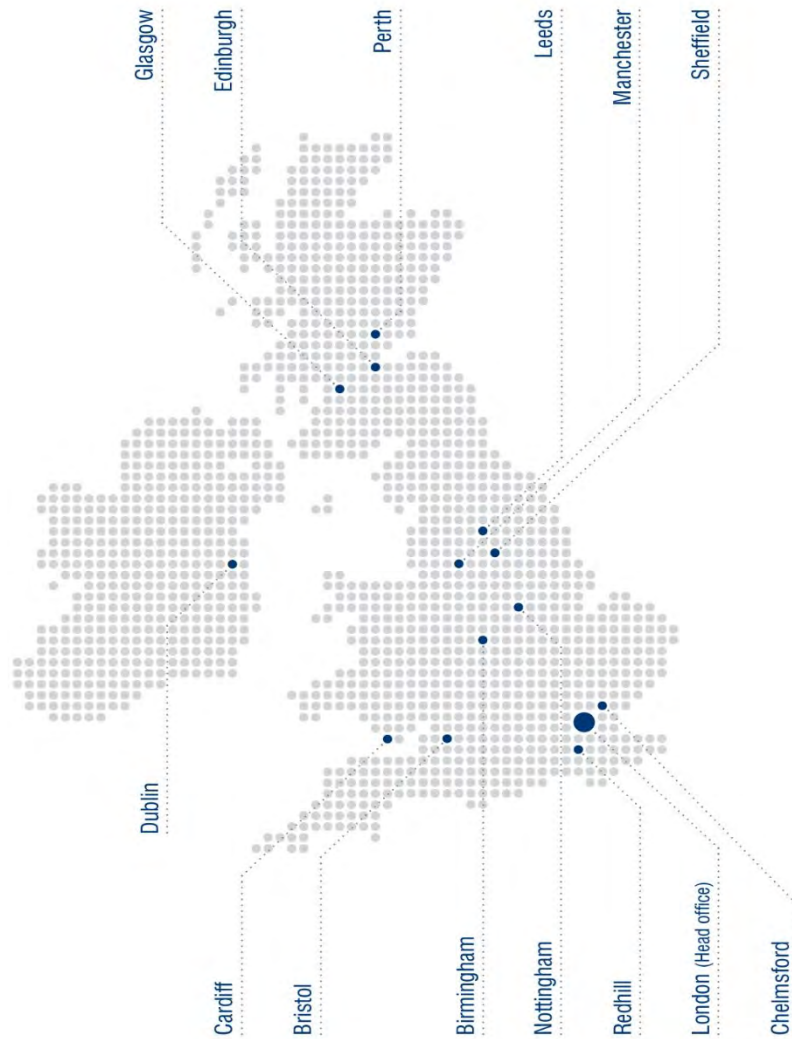 Glasgow
Edinburgh
Perth
Leeds
Manchester
Sheffield
Dublin
Cardiff
Bristol
Birmingham
Nottingham
Redhill
London (Head office)
Chelmsford